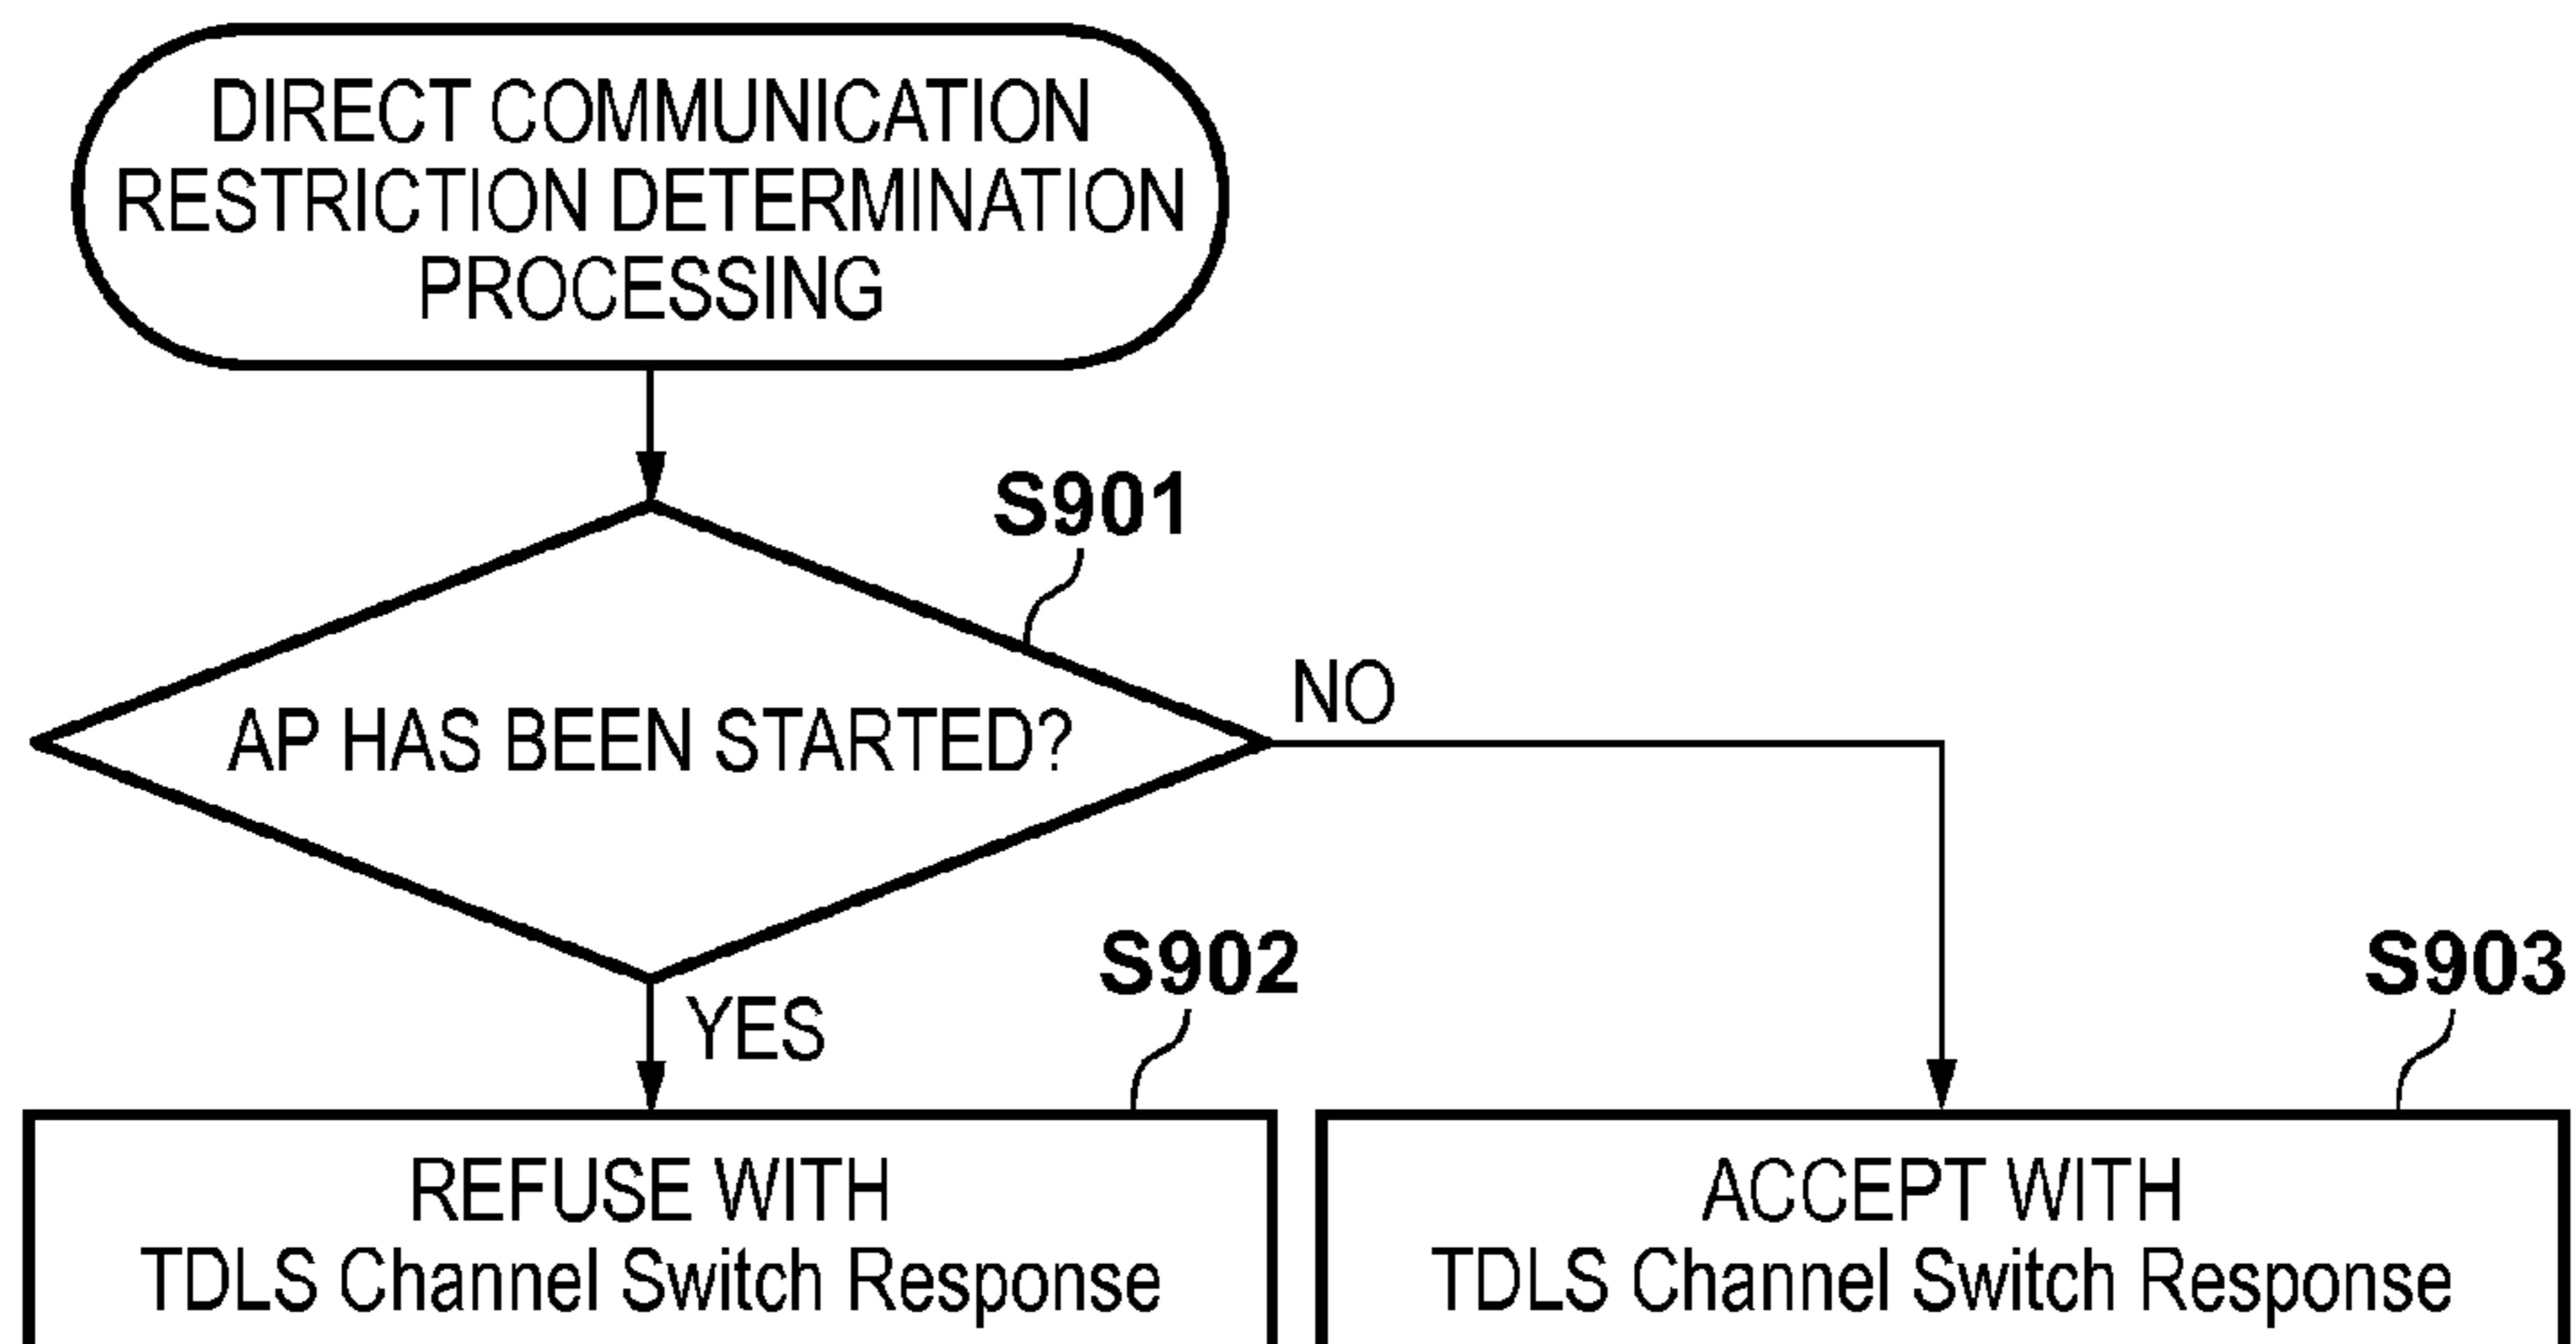 DIRECT COMMUNICATION
RESTRICTION DETERMINATION
PROCESSING
S901
AP HAS BEEN STARTED?
NO
YES
S902
REFUSE WITH
TDLS Channel Switch Response
S903
ACCEPT WITH
TDLS Channel Switch Response